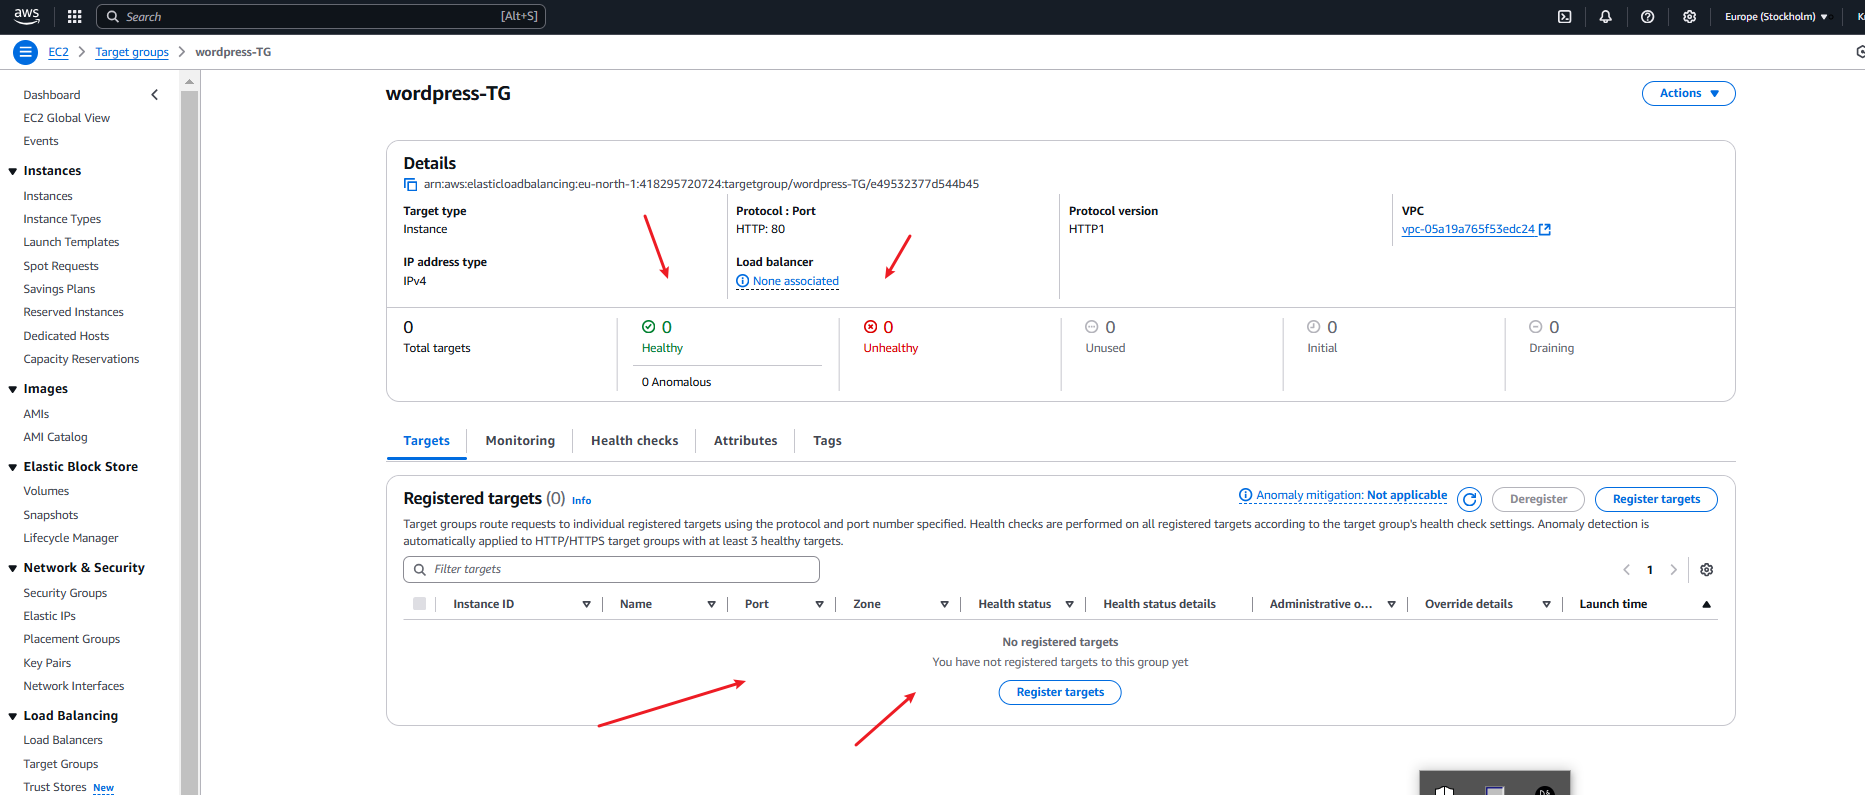 aws
Search [Alt+S]
Europe (Stockholm)
EC2 Target groups wordpress-TG
Dashboard
EC2 Global View
Events
Instances
Instances
Instance Types
Launch Templates
Spot Requests
Savings Plans
Reserved Instances
Dedicated Hosts
Capacity Reservations
Images
AMIs
AMI Catalog
Elastic Block Store
Volumes
Snapshots
Lifecycle Manager
Network & Security
Security Groups
Elastic IPs
Placement Groups
Key Pairs
Network Interfaces
Load Balancing
Load Balancers
Target Groups
Trust Stores New
wordpress-TG
Actions
Details
arn:aws:elasticloadbalancing:eu-north-1:418295720724:targetgroup/wordpress-TG/e49532377d544b45
Target type
Instance
Protocol : Port
HTTP: 80
Protocol version
HTTP1
VPC
vpc-05a19a765f53edc24
IP address type
IPv4
Load balancer
None associated
0
Total targets
0
Healthy
0 Anomalous
0
Unhealthy
0
Unused
0
Initial
0
Draining
Targets Monitoring Health checks Attributes Tags
Registered targets (0) Info
Anomaly mitigation: Not applicable
Deregister
Register targets
Target groups route requests to individual registered targets using the protocol and port number specified. Health checks are performed on all registered targets according to the target group's health check settings. Anomaly detection is
automatically applied to HTTP/HTTPS target groups with at least 3 healthy targets.
Filter targets
1
Instance ID Name Port Zone Health status Health status details Administrative o... Override details Launch time
No registered targets
You have not registered targets to this group yet
Register targets